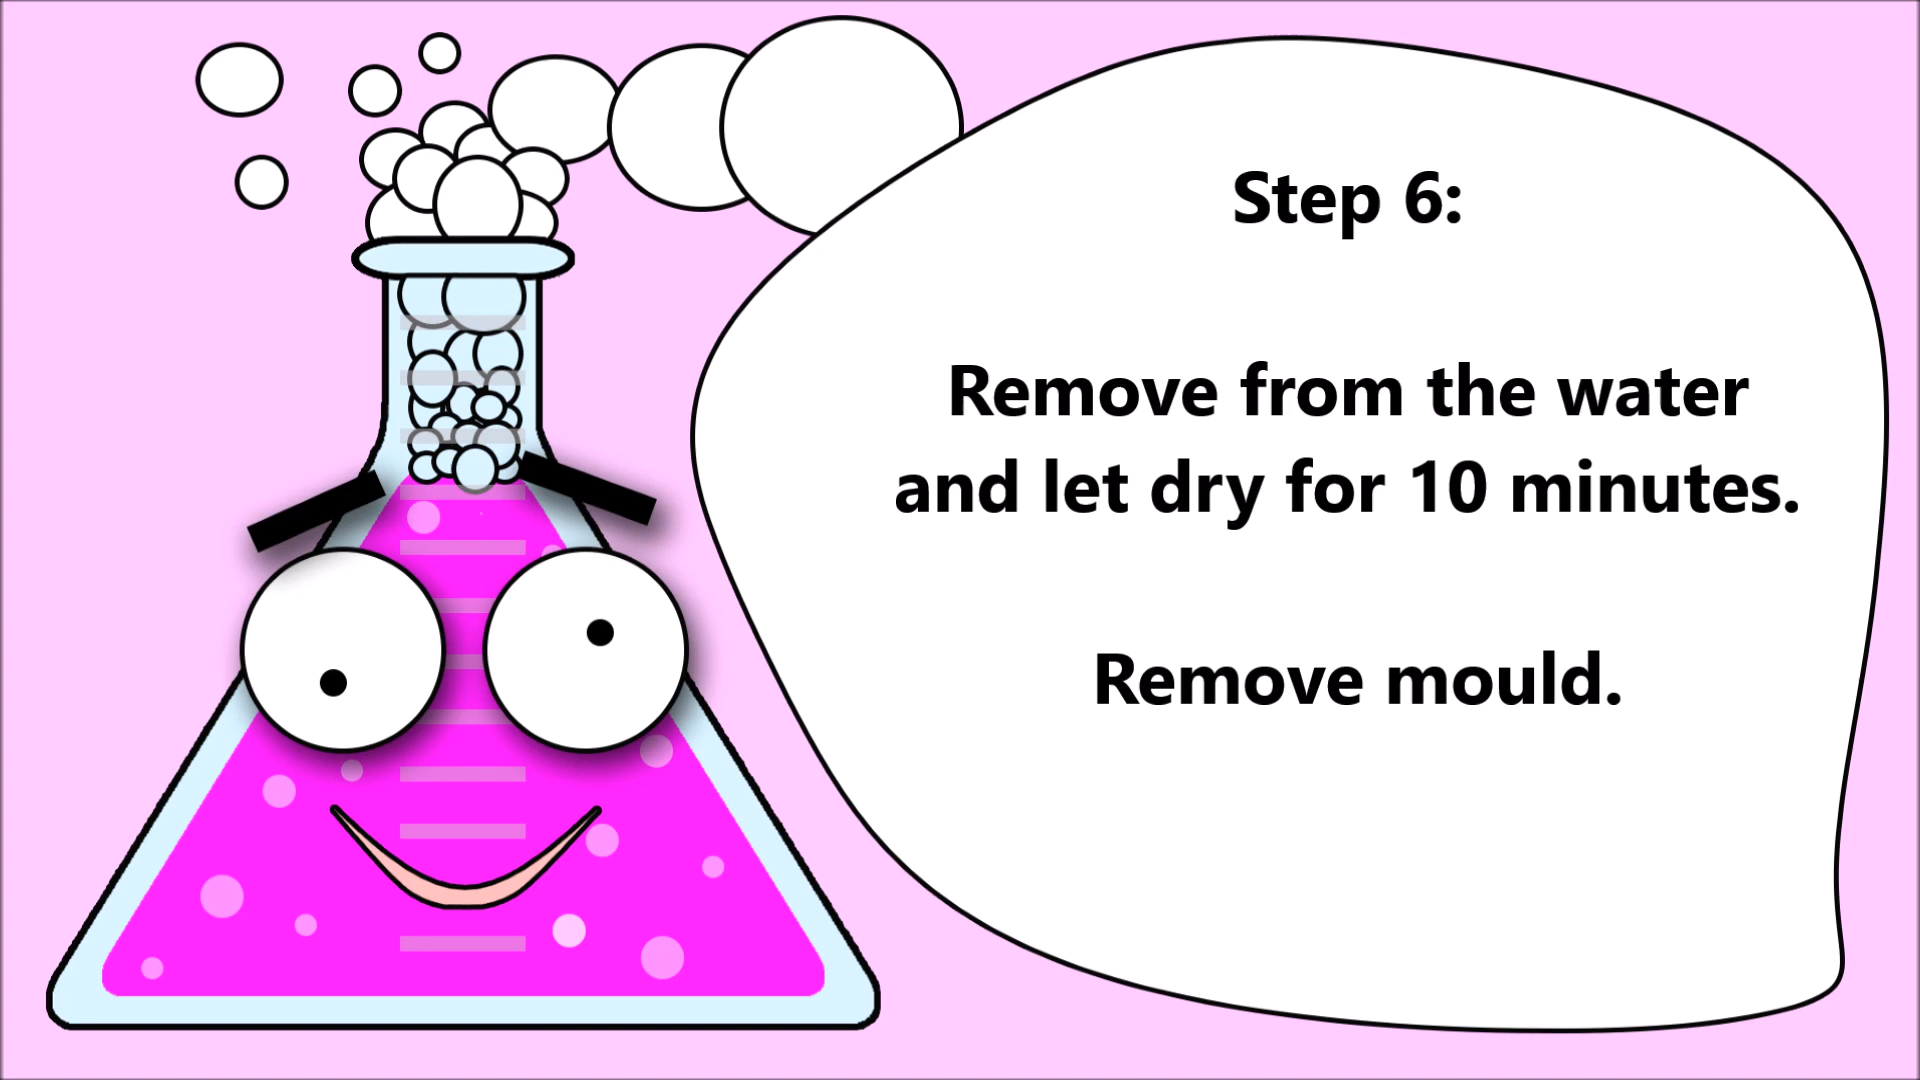 Step 6:
Remove from the water
and let dry for 10 minutes.
Remove mould.